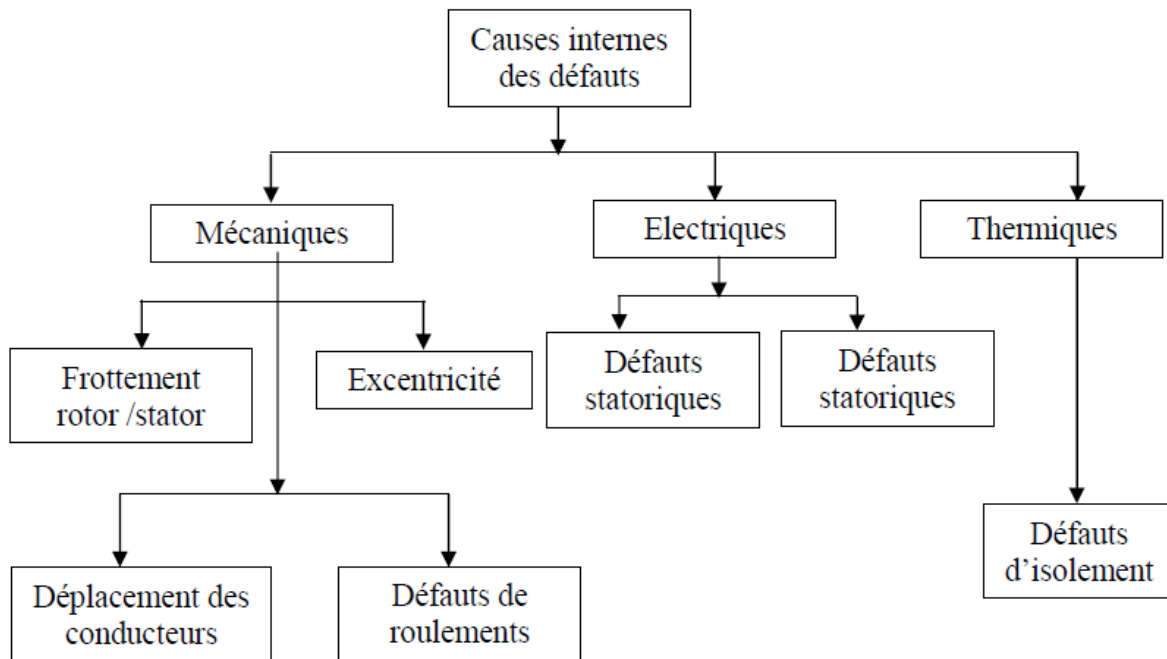 Causes internes
des défauts
Mécaniques
Electriques
Thermiques
Frottement
rotor /stator
Excentricité
Défauts
statoriques
Défauts
statoriques
Défauts
d’isolement
Déplacement des
conducteurs
Défauts de
roulements